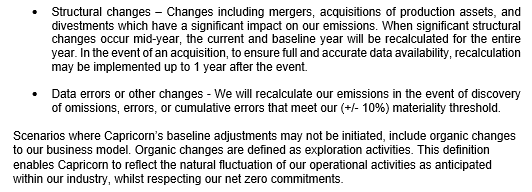 • Structural changes – Changes including mergers, acquisitions of production assets, and
divestments which have a significant impact on our emissions. When significant structural
changes occur mid-year, the current and baseline year will be recalculated for the entire
year. In the event of an acquisition, to ensure full and accurate data availability, recalculation
may be implemented up to 1 year after the event.
• Data errors or other changes - We will recalculate our emissions in the event of discovery
of omissions, errors, or cumulative errors that meet our (+/- 10%) materiality threshold.
Scenarios where Capricorn's baseline adjustments may not be initiated, include organic changes
to our business model. Organic changes are defined as exploration activities. This definition
enables Capricorn to reflect the natural fluctuation of our operational activities as anticipated
within our industry, whilst respecting our net zero commitments.